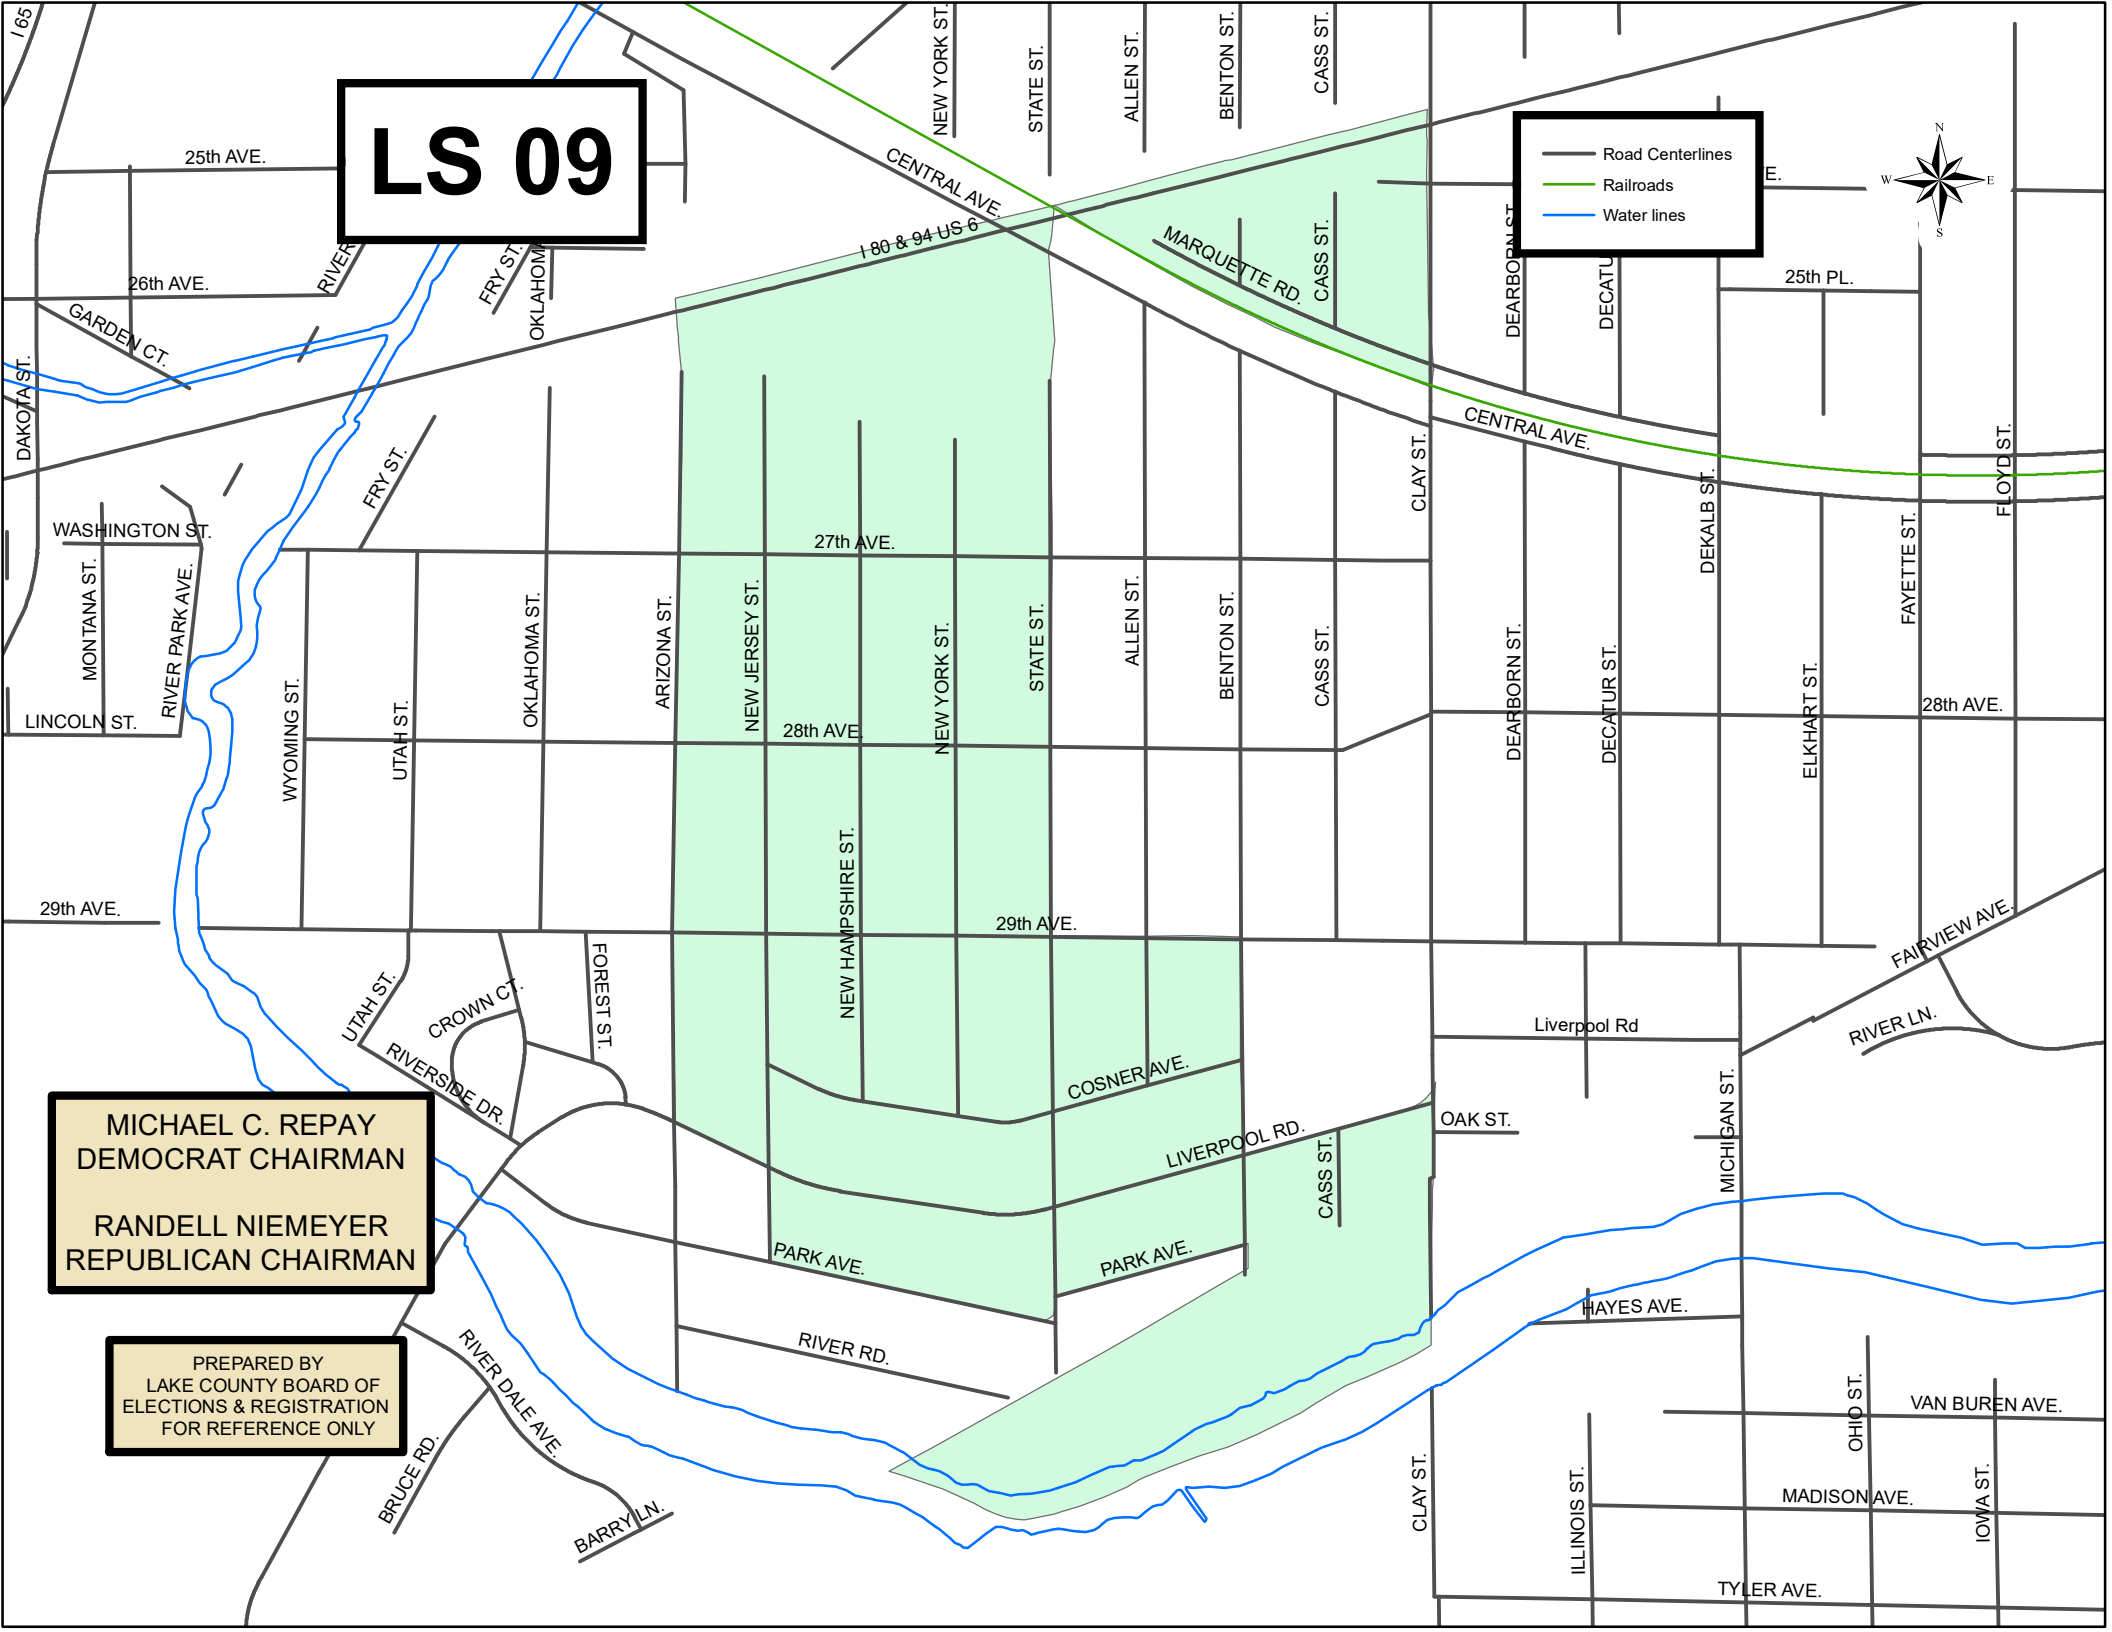 I 65
NEW YORK ST.
STATE ST.
ALLEN ST.
BENTON ST.
CASS ST.
LS 09
25th AVE.
CENTRAL AVE.
I 80 & 94 US 6
MARQUETTE RD.
CASS ST.
DEARBORN ST.
Road Centerlines
Railroads
Water lines
E.
N
W
E
S
26th AVE.
RIVER
FRY ST.
GARDEN CT.
25th PL.
DAKOTA ST.
CENTRAL AVE.
CLAY ST.
FLOYD ST.
FRY ST.
DEKALB ST.
FAYETTE ST.
WASHINGTON ST.
27th AVE.
MONTANA ST.
RIVER PARK AVE.
WYOMING ST.
UTAH ST.
OKLAHOMA ST.
ARIZONA ST.
NEW JERSEY ST.
NEW YORK ST.
STATE ST.
ALLEN ST.
BENTON ST.
CASS ST.
DEARBORN ST.
DECATUR ST.
ELKHART ST.
LINCOLN ST.
28th AVE.
28th AVE.
NEW HAMPSHIRE ST.
29th AVE.
29th AVE.
FAIRVIEW AVE.
UTAH ST.
CROWN CT.
FOREST ST.
RIVERSIDE DR.
Liverpool Rd
RIVER LN.
COSNER AVE.
MICHAEL C. REPAY
DEMOCRAT CHAIRMAN
RANDELL NIEMEYER
REPUBLICAN CHAIRMAN
LIVERPOOL RD.
CASS ST.
OAK ST.
MICHIGAN ST.
PARK AVE.
PARK AVE.
HAYES AVE.
RIVER RD.
PREPARED BY
LAKE COUNTY BOARD OF
ELECTIONS & REGISTRATION
FOR REFERENCE ONLY
RIVER DALE AVE.
BRUCE RD.
BARRY LN.
CLAY ST.
ILLINOIS ST.
OHIO ST.
VAN BUREN AVE.
IOWA ST.
MADISON AVE.
TYLER AVE.